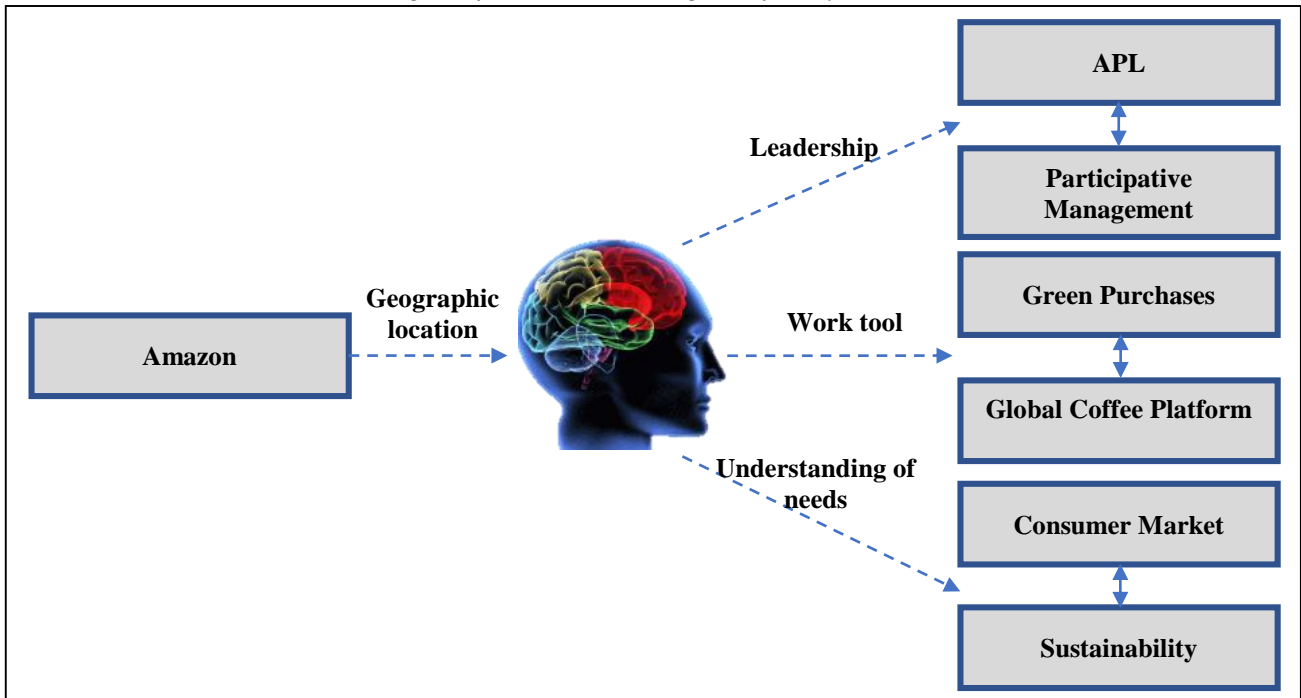 APL
Leadership
Participative
Management
Geographic
location
Green Purchases
Work tool
Amazon
Global Coffee Platform
Understanding of
needs
Consumer Market
Sustainability